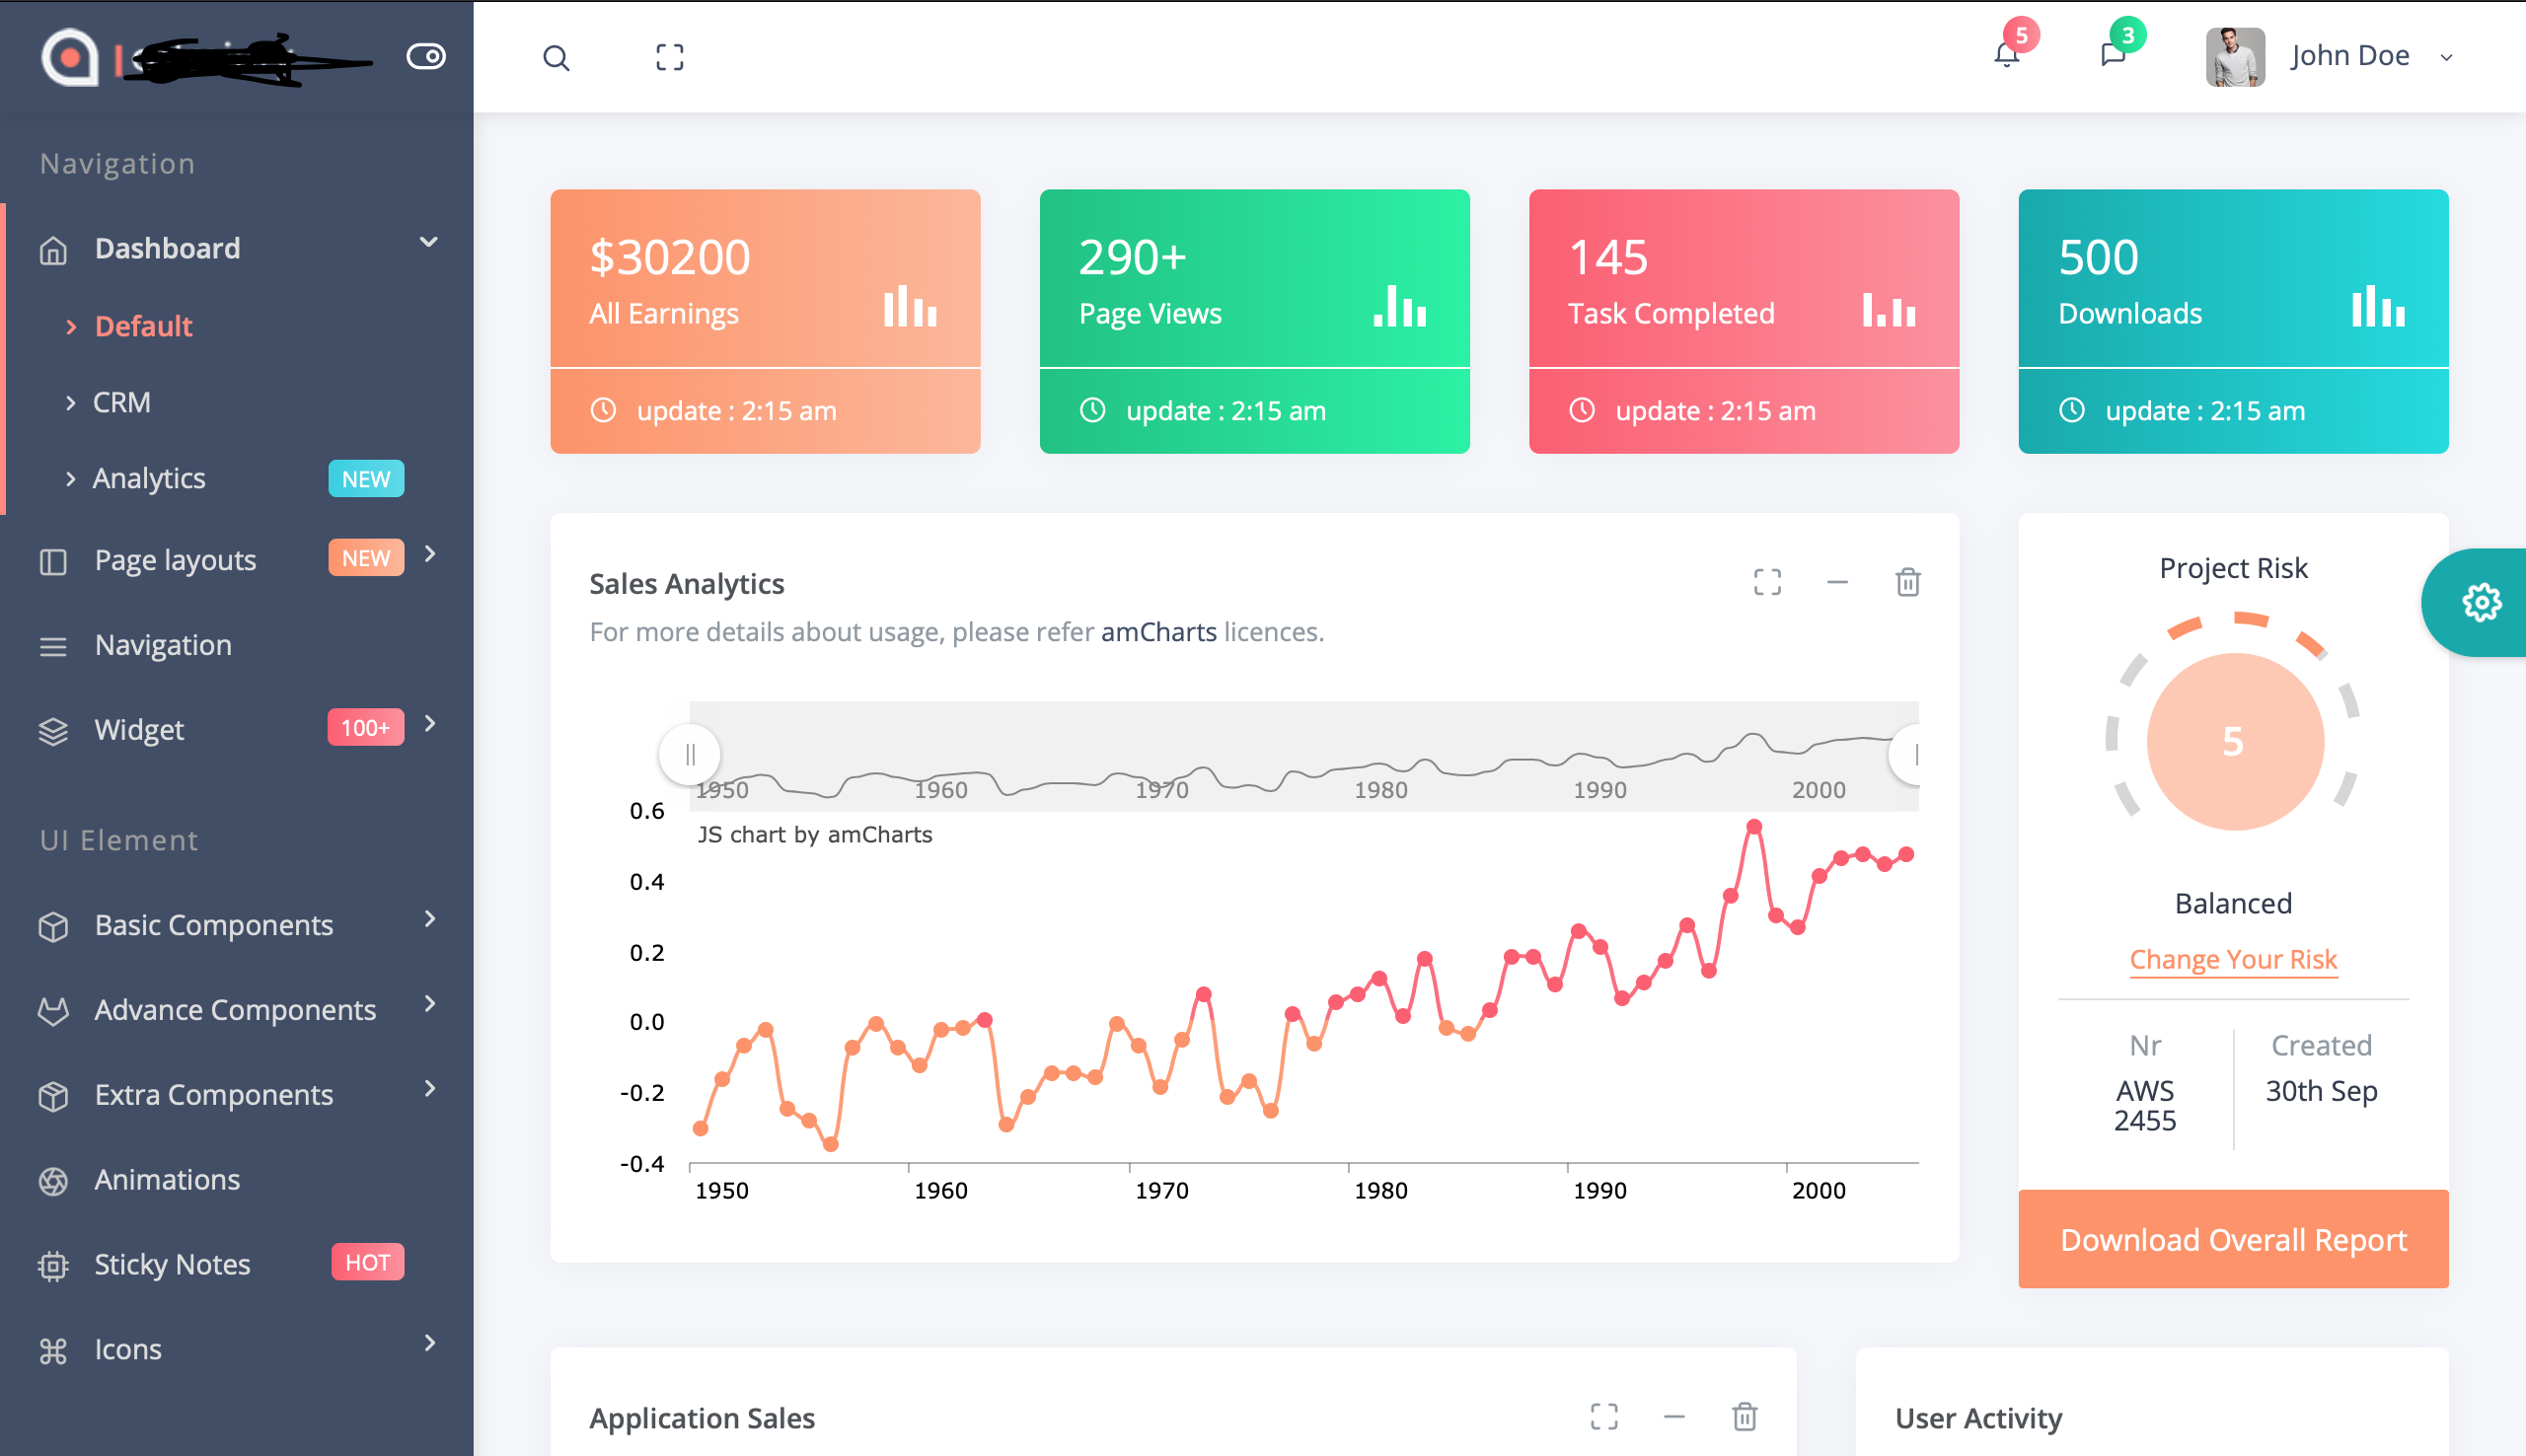 5
3
John Doe
Navigation
Dashboard
Default
CRM
Analytics NEW
Page layouts NEW
Navigation
Widget 100+
UI Element
Basic Components
Advance Components
Extra Components
Animations
Sticky Notes HOT
Icons
$30200
All Earnings
update : 2:15 am
290+
Page Views
update : 2:15 am
145
Task Completed
update : 2:15 am
500
Downloads
update : 2:15 am
Sales Analytics
For more details about usage, please refer amCharts licences.
1950 1960 1970 1980 1990 2000
JS chart by amCharts
0.6
0.4
0.2
0.0
-0.2
-0.4
1950 1960 1970 1980 1990 2000
Project Risk
5
Balanced
Change Your Risk
Nr
AWS
2455
Created
30th Sep
Download Overall Report
Application Sales
User Activity